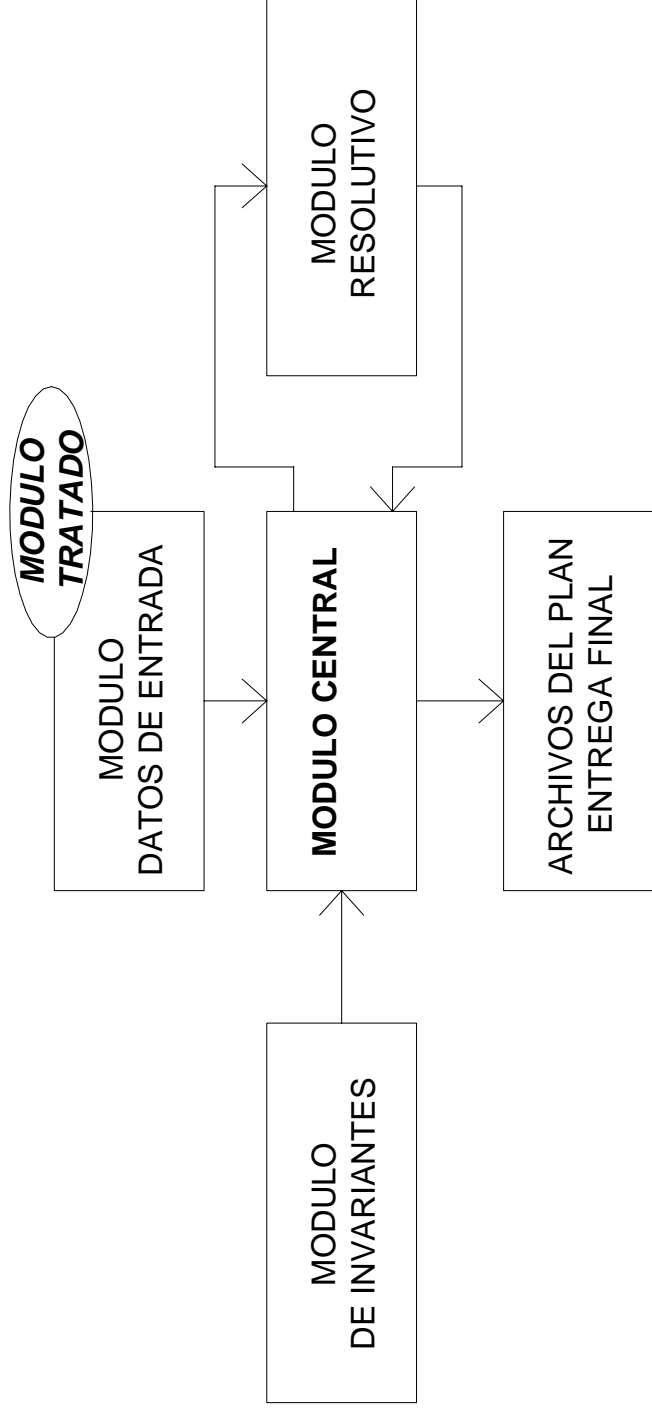 MODULO
TRATADO
MODULO
DATOS DE ENTRADA
MODULO
DE INVARIANTES
MODULO CENTRAL
MODULO
RESOLUTIVO
ARCHIVOS DEL PLAN
ENTREGA FINAL